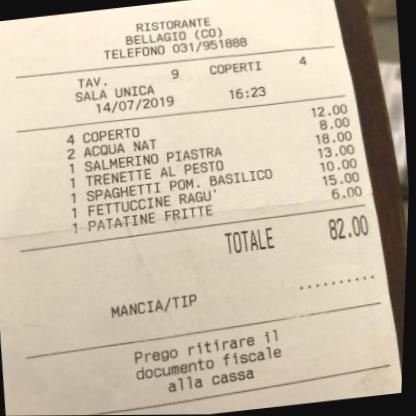 RISTORANTE
BELLAGIO (CO)
TELEFONO 031/951888
TAV. 9 COPERTI 4
SALA UNICA
14/07/2019 16:23
4 COPERTO 12.00
2 ACQUA NAT 8.00
1 SALMERINO PIASTRA 18.00
1 TRENETTE AL PESTO 13.00
1 SPAGHETTI POM. BASILICO 10.00
1 FETTUCCINE RAGU' 15.00
1 PATATINE FRITTE 6.00
TOTALE 82.00
MANCIA/TIP ..........
Prego ritirare il
documento fiscale
alla cassa